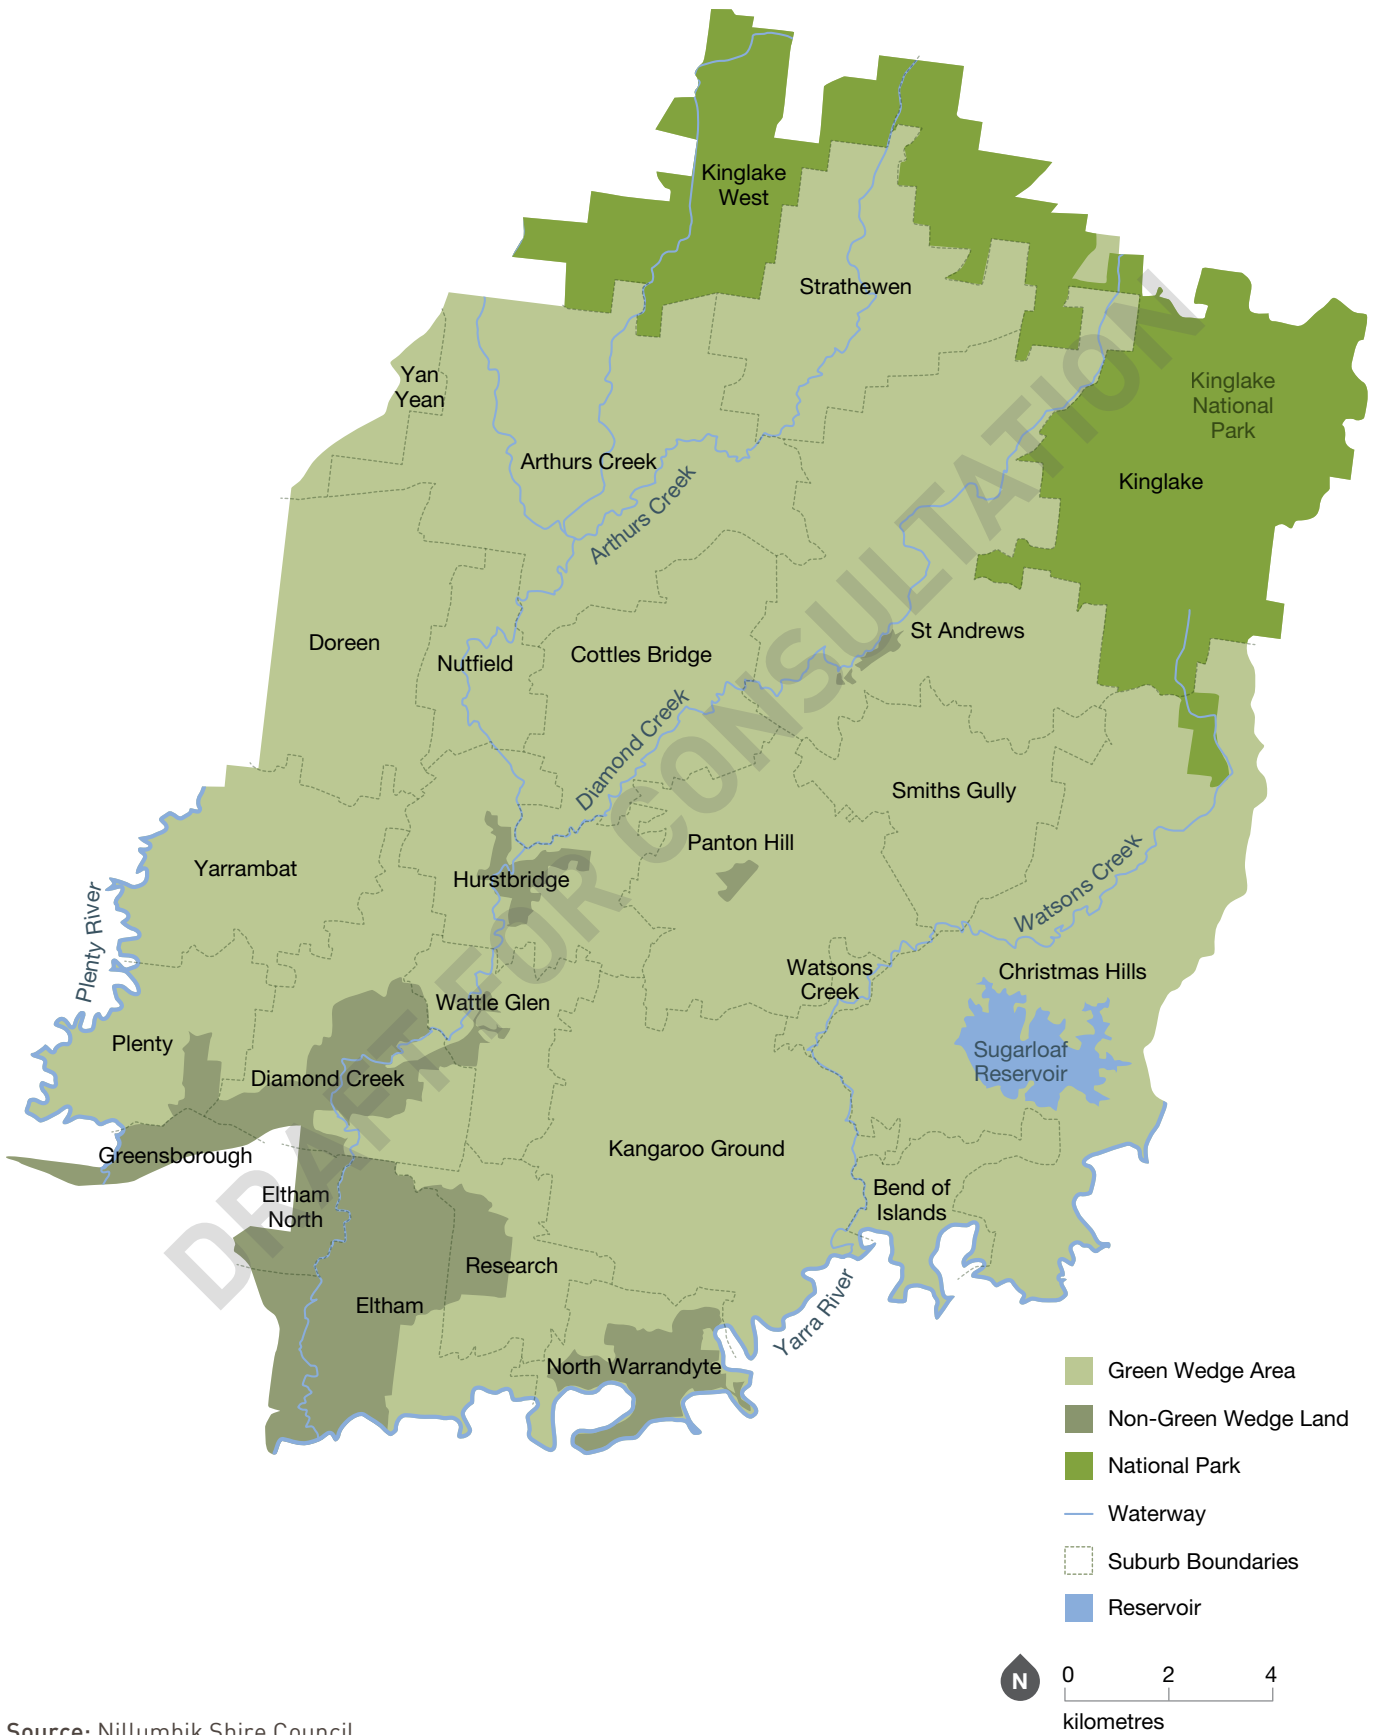 Kinglake
West
Strathewen
Yan
Yean
Kinglake
National
Park
Arthurs Creek
Kinglake
Arthurs Creek
St Andrews
Doreen
Cottles Bridge
Nutfield
Diamond Creek
Smiths Gully
Panton Hill
Yarrambat
Hurstbridge
Watsons Creek
Plenty River
Watsons
Creek
Christmas Hills
Wattle Glen
Plenty
Sugarloaf
Reservoir
Diamond Creek
Kangaroo Ground
Greensborough
Eltham
North
Bend of
Islands
Research
Eltham
Yarra River
North Warrandyte
DRAFT FOR CONSULTATION
Green Wedge Area
Non-Green Wedge Land
National Park
Waterway
Suburb Boundaries
Reservoir
N
0 2 4
kilometres
Source: Nillumbik Shire Council